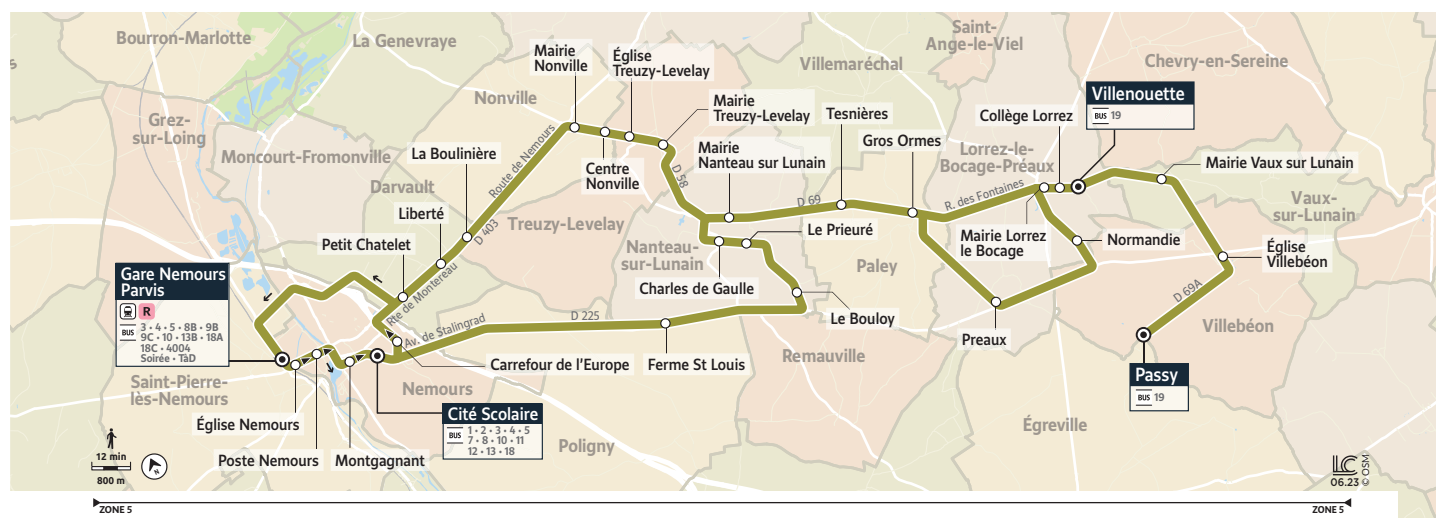 Bourron-Marlotte
La Genevraye
Saint-
Ange-le-Viel
Villemaréchal
Chevry-en-Sereine
Mairie
Nonville
Église
Treuzy-Levelay
Nonville
Mairie
Treuzy-Levelay
Tesnières
Collège Lorrez
Villenouette
BUS 19
Grez-
sur-Loing
Moncourt-Fromonville
La Boulinière
Route de Nemours
Centre
Nonville
D 58
Mairie
Nanteau sur Lunain
Gros Ormes
Lorrez-le-
Bocage-Préaux
Mairie Vaux sur Lunain
Darvault
Liberté
D 403
Treuzy-Levelay
D 69
R. des Fontaines
Vaux-
sur-Lunain
Petit Chatelet
Rte de Montereau
Nanteau-
sur-Lunain
Le Prieuré
Charles de Gaulle
Paley
Mairie Lorrez
le Bocage
Normandie
Église
Villebéon
Gare Nemours
Parvis
R
BUS
3 • 4 • 5 • 8B • 9B
9C • 10 • 13B • 18A
18C • 4004
Soirée • TàD
Av. de Stalingrad
D 225
Le Bouloy
D 69A
Villebéon
Preaux
Carrefour de l'Europe
Ferme St Louis
Remauville
Saint-Pierre-
lès-Nemours
Nemours
Passy
BUS 19
Église Nemours
Cité Scolaire
BUS
1 • 2 • 3 • 4 • 5
7 • 8 • 10 • 11
12 • 13 • 18
Égreville
Poligny
Poste Nemours
Montgagnant
12 min
800 m
N
LC
06.23 © OSM
ZONE 5
ZONE 5